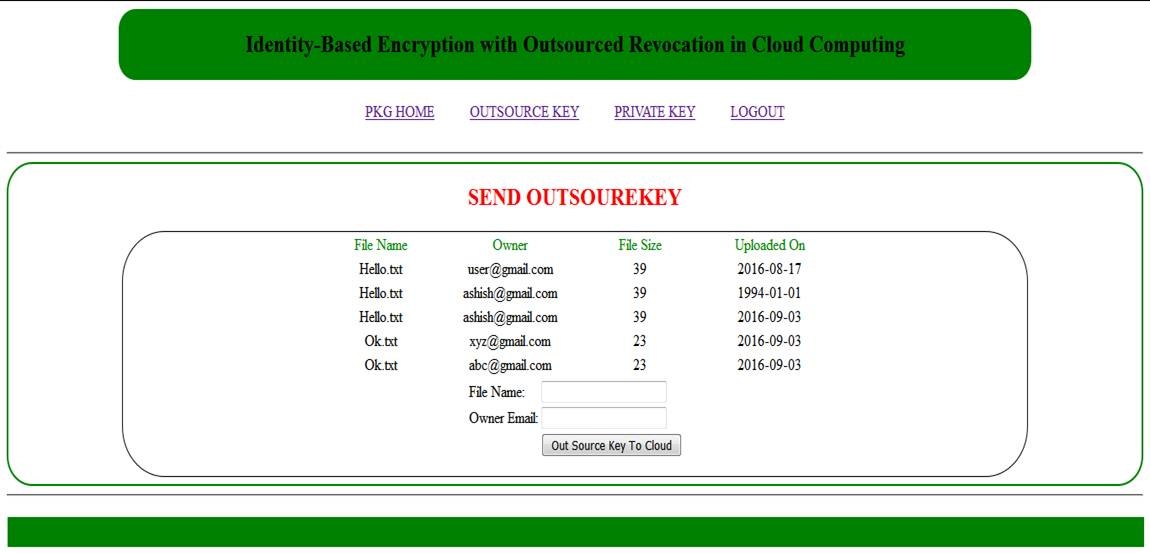 Identity-Based Encryption with Outsourced Revocation in Cloud Computing
PKG HOME OUTSOURCE KEY PRIVATE KEY LOGOUT
SEND OUTSOUREKEY
File Name Owner File Size Uploaded On
Hello.txt user@gmail.com 39 2016-08-17
Hello.txt ashish@gmail.com 39 1994-01-01
Hello.txt ashish@gmail.com 39 2016-09-03
Ok.txt xyz@gmail.com 23 2016-09-03
Ok.txt abc@gmail.com 23 2016-09-03
File Name:
Owner Email:
Out Source Key To Cloud